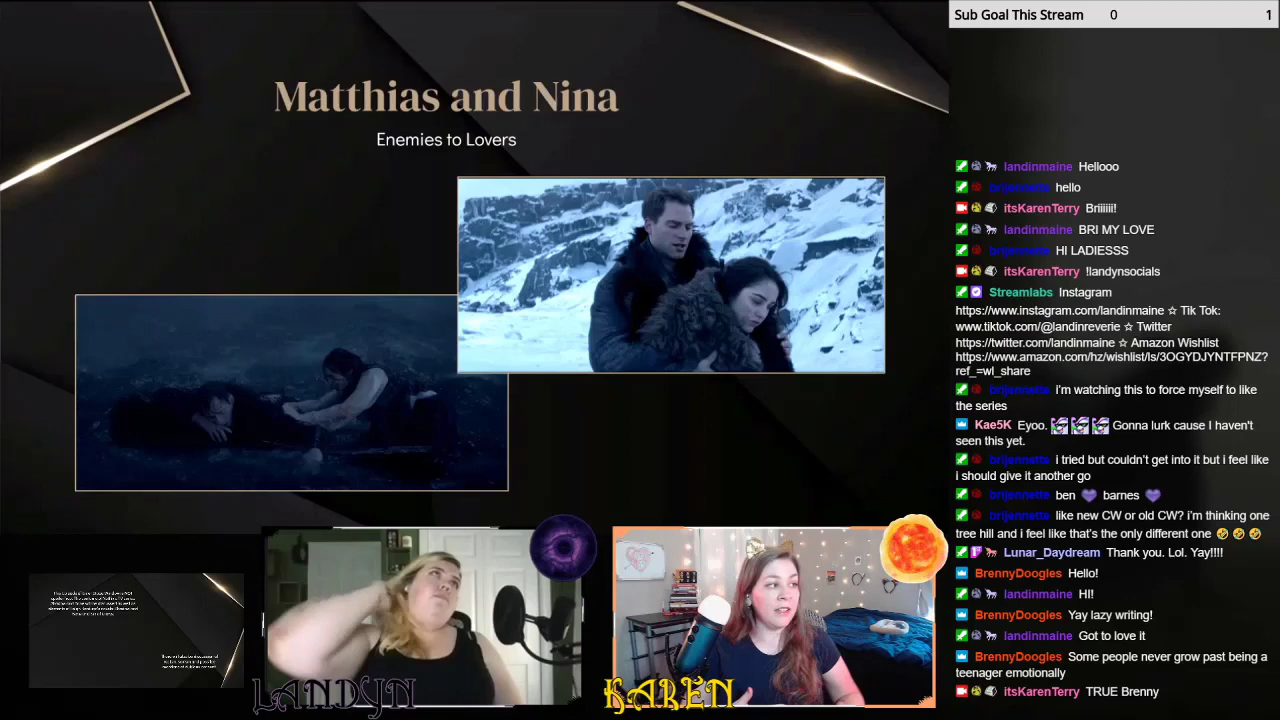 Sub Goal This Stream 0 1
Matthias and Nina
Enemies to Lovers
landinmaine Hellooo
brijennette hello
itsKarenTerry Briiiiii!
landinmaine BRI MY LOVE
brijennette HI LADIESSS
itsKarenTerry !landynsocials
Streamlabs Instagram
https://www.instagram.com/landinmaine ☆ Tik Tok:
www.tiktok.com/@landinreverie ☆ Twitter
https://twitter.com/landinmaine ☆ Amazon Wishlist
https://www.amazon.com/hz/wishlist/ls/3OGYDJYNTFPNZ?
ref_=wl_share
brijennette i'm watching this to force myself to like
the series
Kae5K Eyoo. Gonna lurk cause I haven't
seen this yet.
brijennette i tried but couldn't get into it but i feel like
i should give it another go
brijennette ben 💜 barnes 💜
brijennette like new CW or old CW? i'm thinking one
tree hill and i feel like that's the only different one 🤣 🤣 🤣
Lunar_Daydream Thank you. Lol. Yay!!!!
BrennyDoogles Hello!
landinmaine HI!
BrennyDoogles Yay lazy writing!
landinmaine Got to love it
BrennyDoogles Some people never grow past being a
teenager emotionally
itsKarenTerry TRUE Brenny
LANDYN
KAREN